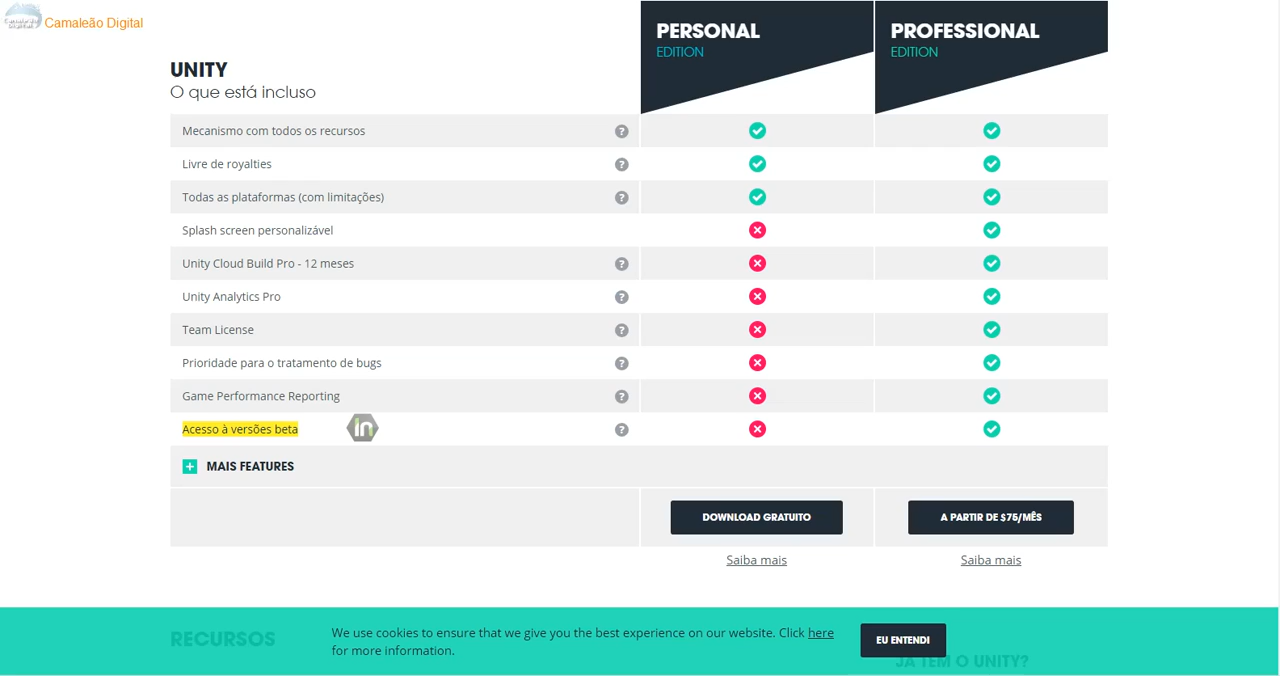 Camaleão Digital
Camaleão Digital
PERSONAL
EDITION
PROFESSIONAL
EDITION
UNITY
O que está incluso
Mecanismo com todos os recursos ?
Livre de royalties ?
Todas as plataformas (com limitações) ?
Splash screen personalizável
Unity Cloud Build Pro - 12 meses ?
Unity Analytics Pro ?
Team License ?
Prioridade para o tratamento de bugs ?
Game Performance Reporting ?
Acesso à versões beta in ?
MAIS FEATURES
DOWNLOAD GRATUITO A PARTIR DE $75/MÊS
Saiba mais Saiba mais
RECURSOS
We use cookies to ensure that we give you the best experience on our website. Click here
for more information.
EU ENTENDI
JÁ TEM O UNITY?